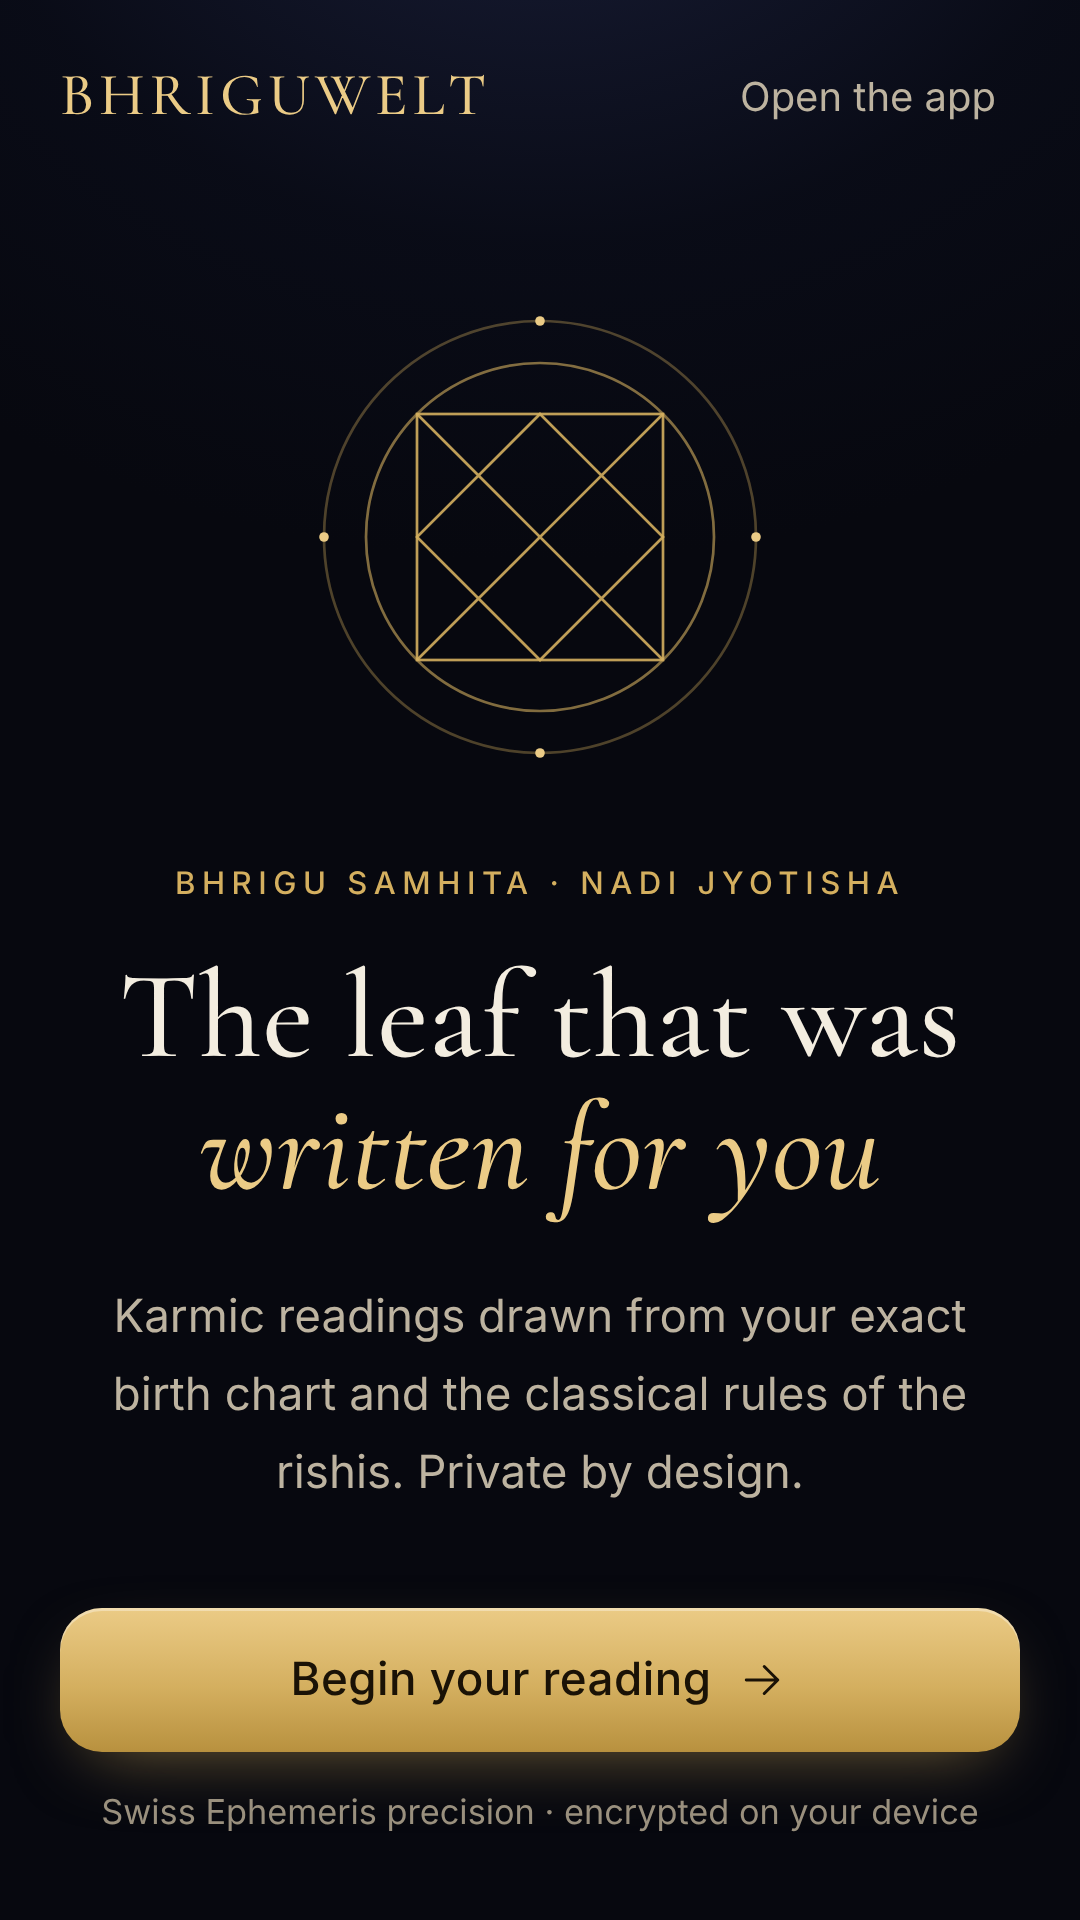 BHRIGUWELT
Open the app
BHRIGU SAMHITA · NADI JYOTISHA
The leaf that was
written for you
Karmic readings drawn from your exact
birth chart and the classical rules of the
rishis. Private by design.
Begin your reading →
Swiss Ephemeris precision · encrypted on your device